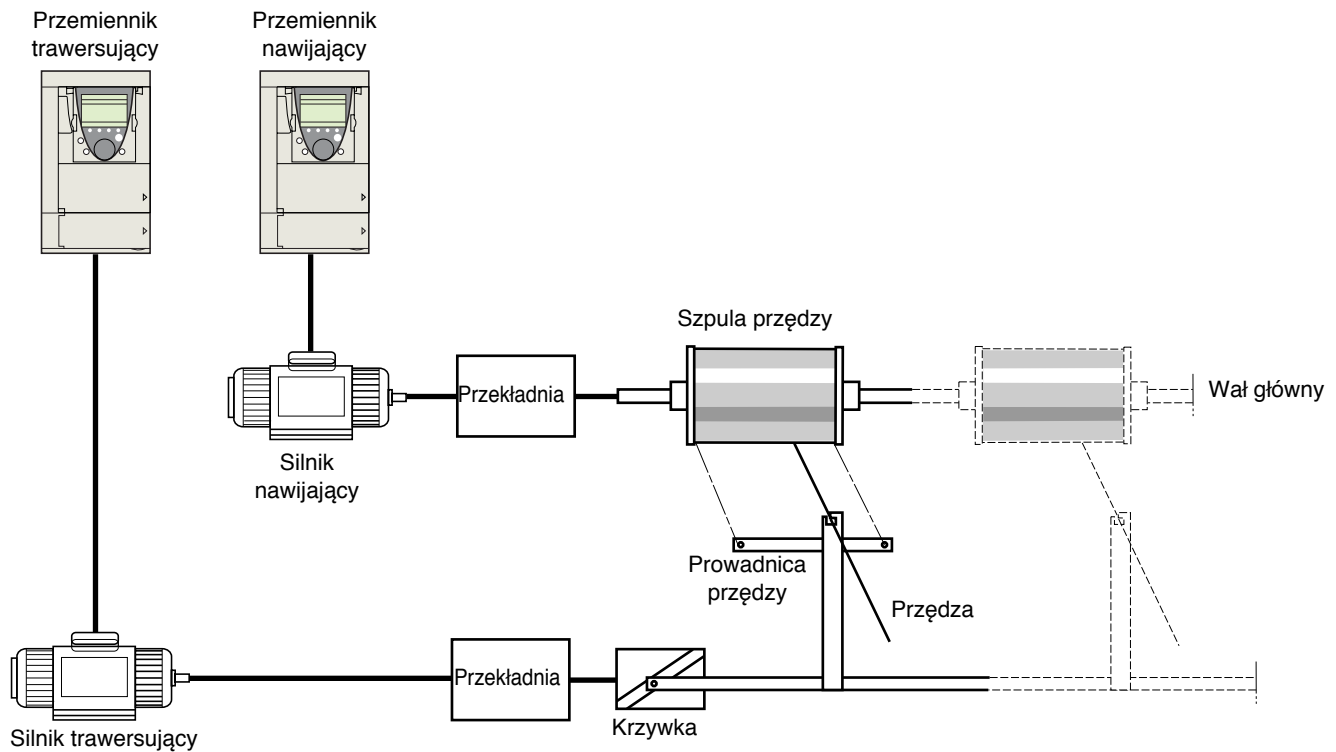 Przemiennik
trawersujący
Przemiennik
nawijający
Szpula przędzy
Przekładnia
Wał główny
Silnik
nawijający
Prowadnica
przędzy
Przędza
Przekładnia
Krzywka
Silnik trawersujący